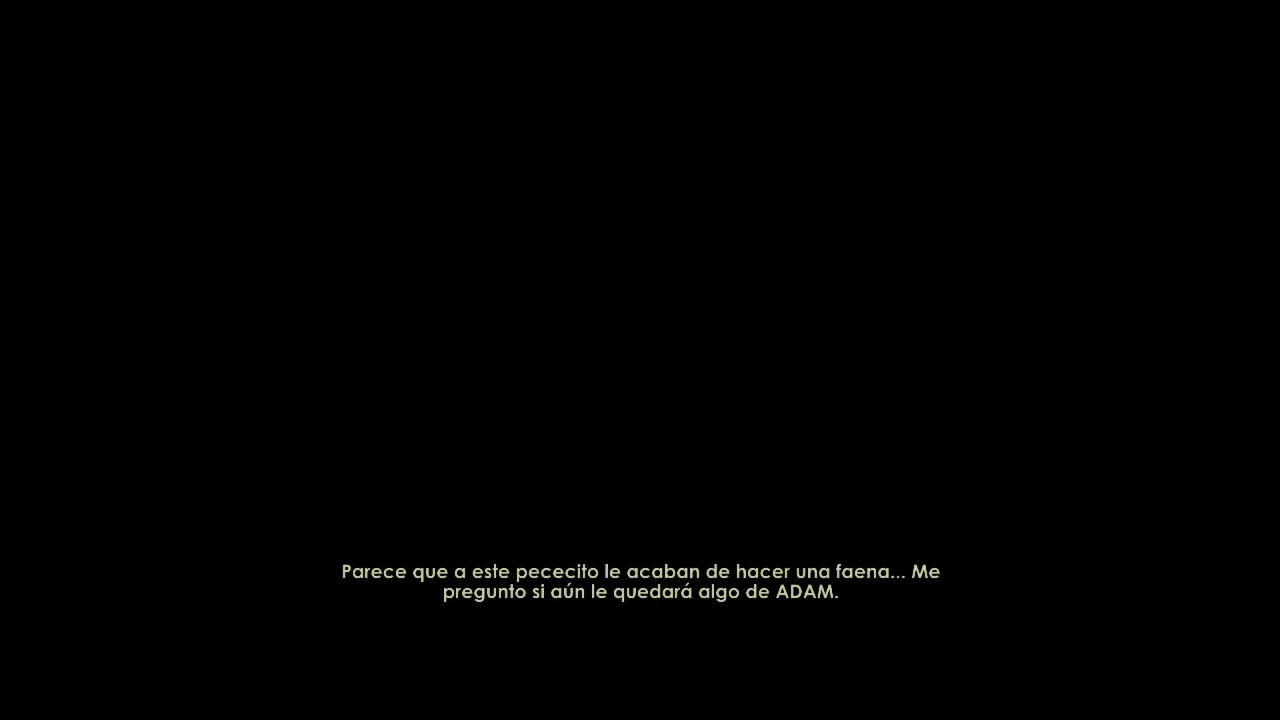 Parece que a este pececito le acaban de hacer una faena... Me
pregunto si aún le quedará algo de ADAM.